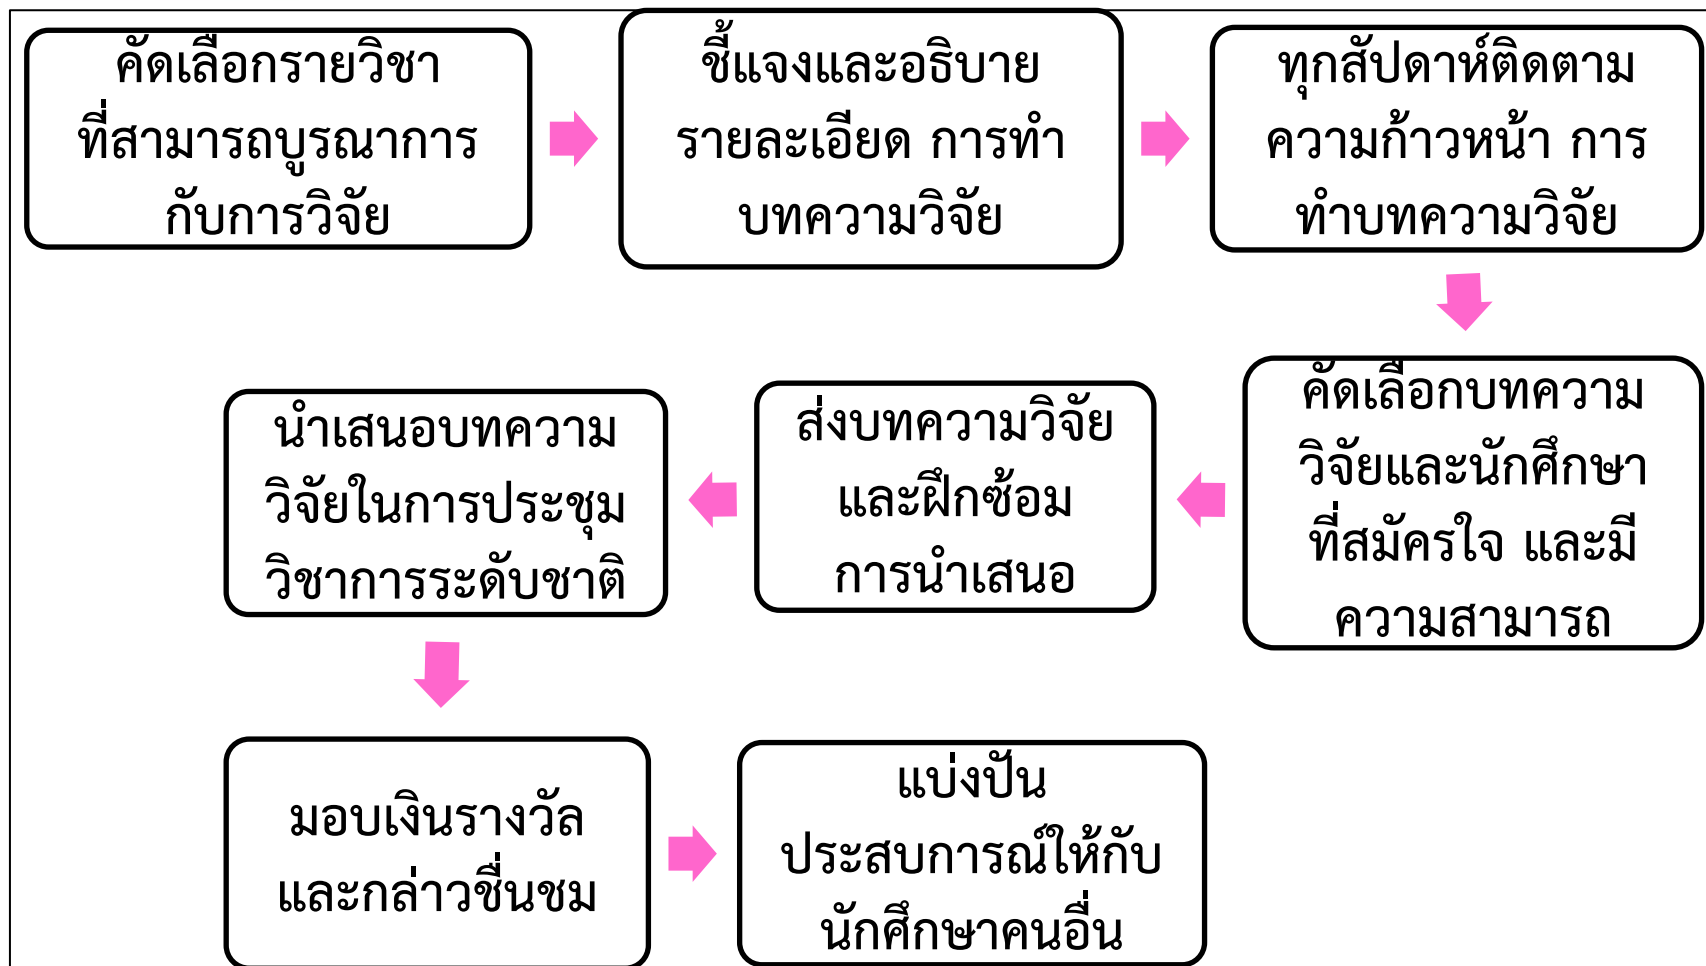 คัดเลือกรายวิชา
ที่สามารถบูรณาการ
กับการวิจัย
ชี้แจงและอธิบาย
รายละเอียด การทำ
บทความวิจัย
ทุกสัปดาห์ติดตาม
ความก้าวหน้า การ
ทำบทความวิจัย
คัดเลือกบทความ
วิจัยและนักศึกษา
ที่สมัครใจ และมี
ความสามารถ
ส่งบทความวิจัย
และฝึกซ้อม
การนำเสนอ
นำเสนอบทความ
วิจัยในการประชุม
วิชาการระดับชาติ
มอบเงินรางวัล
และกล่าวชื่นชม
แบ่งปัน
ประสบการณ์ให้กับ
นักศึกษาคนอื่น